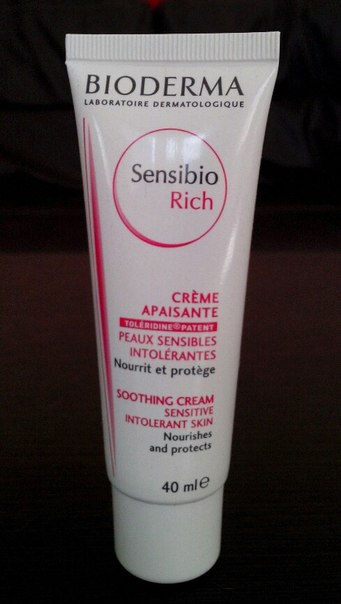 BIODERMA
LABORATOIRE DERMATOLOGIQUE
Sensibio
Rich
CRÈME
APAISANTE
TOLÉRIDINE® PATENT
PEAUX SENSIBLES
INTOLÉRANTES
Nourrit et protège
SOOTHING CREAM
SENSITIVE
INTOLERANT SKIN
Nourishes
and protects
40 ml ℮